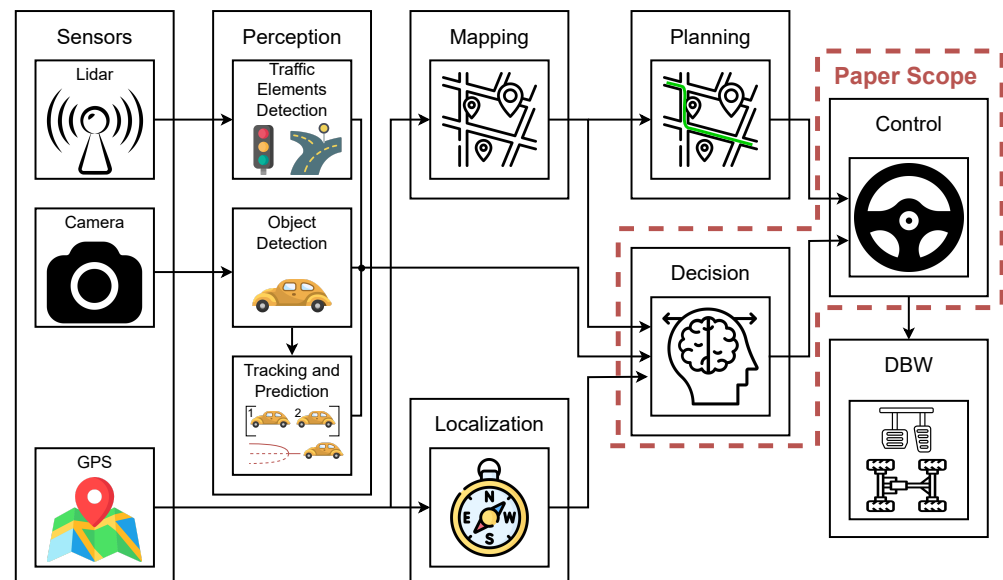 Sensors
Lidar
Camera
GPS
Perception
Traffic
Elements
Detection
Object
Detection
Tracking and
Prediction
1
2
Mapping
Localization
N
E
W
S
Planning
Decision
Paper Scope
Control
DBW